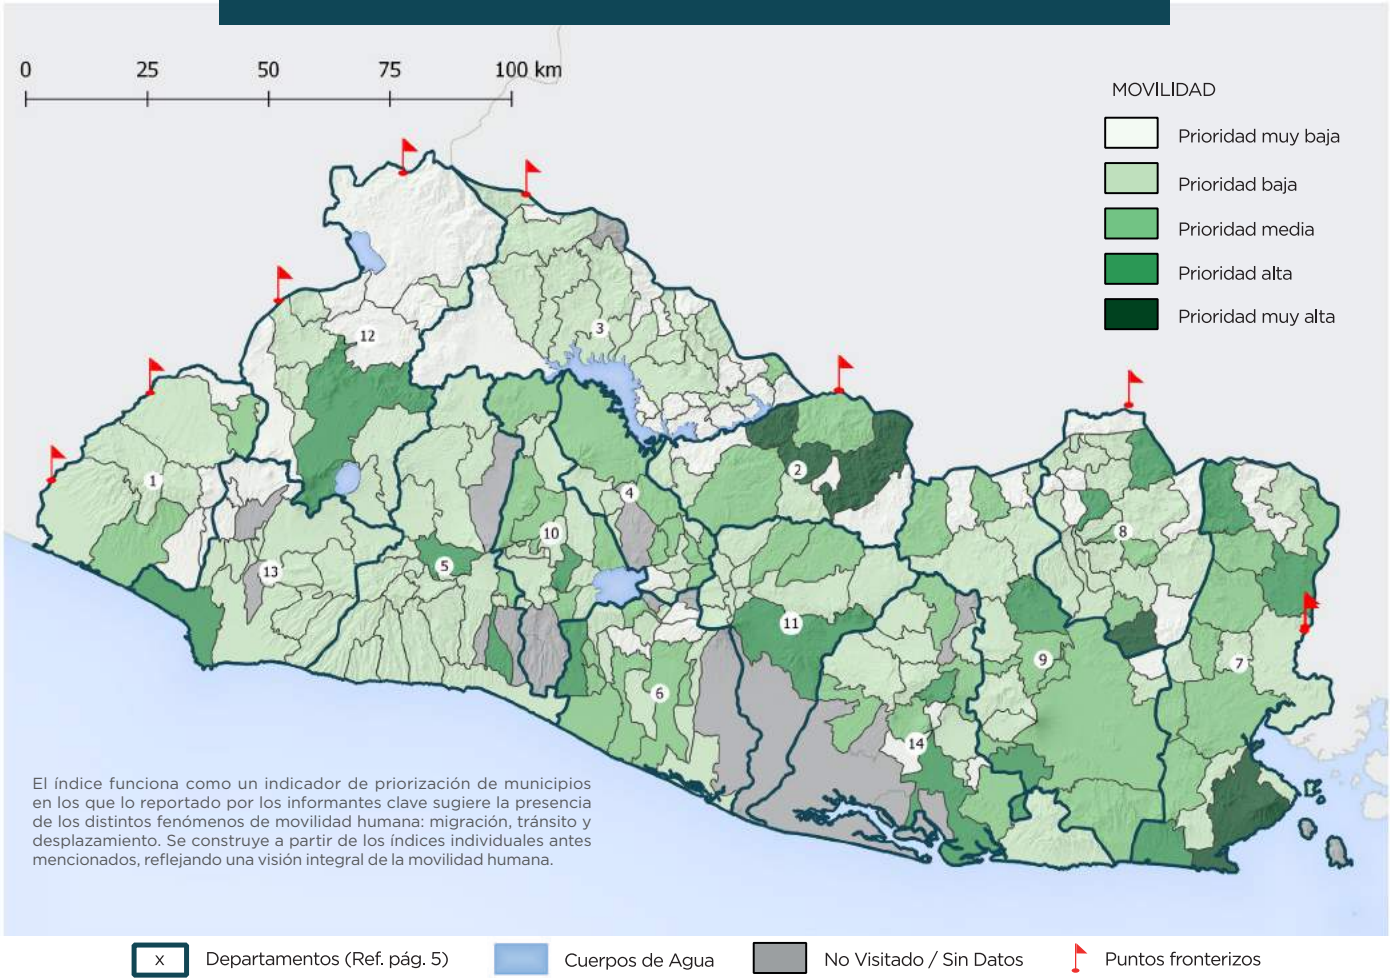 0 25 50 75 100 km
MOVILIDAD
Prioridad muy baja
Prioridad baja
Prioridad media
Prioridad alta
Prioridad muy alta
12
3
1
2
4
10
8
5
13
11
9
7
6
14
El índice funciona como un indicador de priorización de municipios
en los que lo reportado por los informantes clave sugiere la presencia
de los distintos fenómenos de movilidad humana: migración, tránsito y
desplazamiento. Se construye a partir de los índices individuales antes
mencionados, reflejando una visión integral de la movilidad humana.
x Departamentos (Ref. pág. 5) Cuerpos de Agua No Visitado / Sin Datos Puntos fronterizos